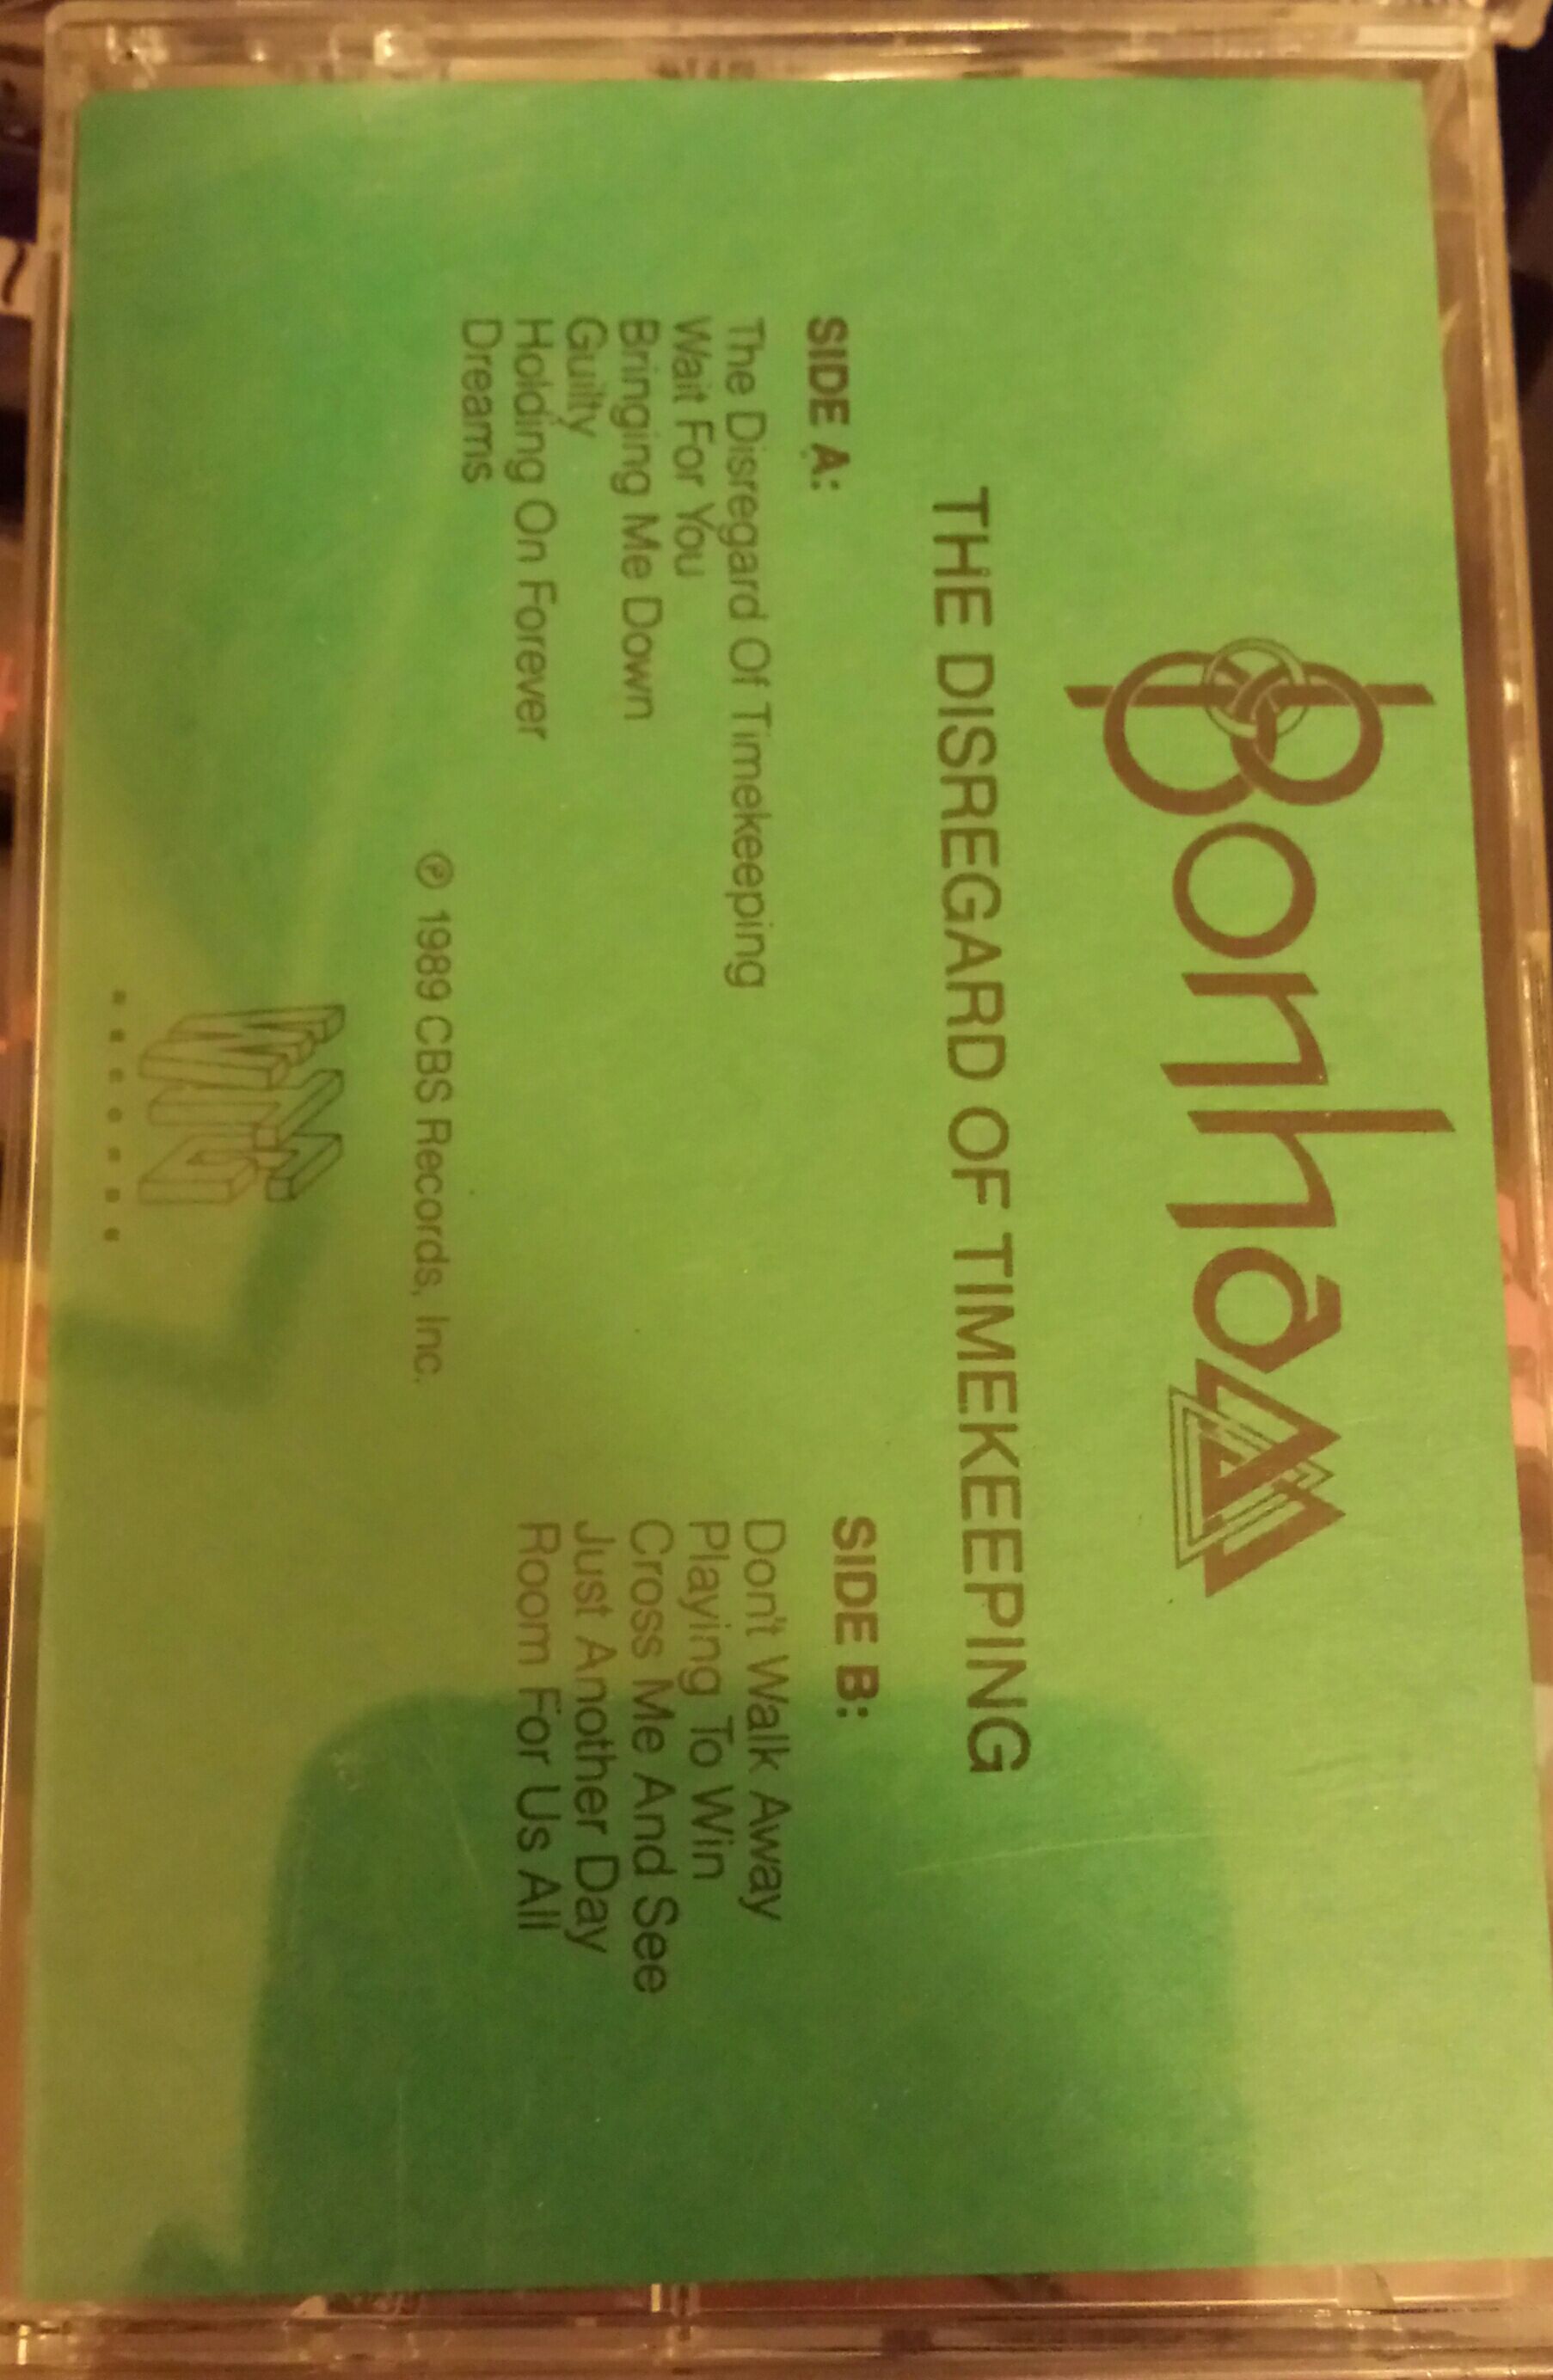 Bonham
THE DISREGARD OF TIMEKEEPING
SIDE A:
The Disregard Of Timekeeping
Wait For You
Bringing Me Down
Guilty
Holding On Forever
Dreams
SIDE B:
Don't Walk Away
Playing To Win
Cross Me And See
Just Another Day
Room For Us All
℗ 1989 CBS Records, Inc.
WTG
RECORDS